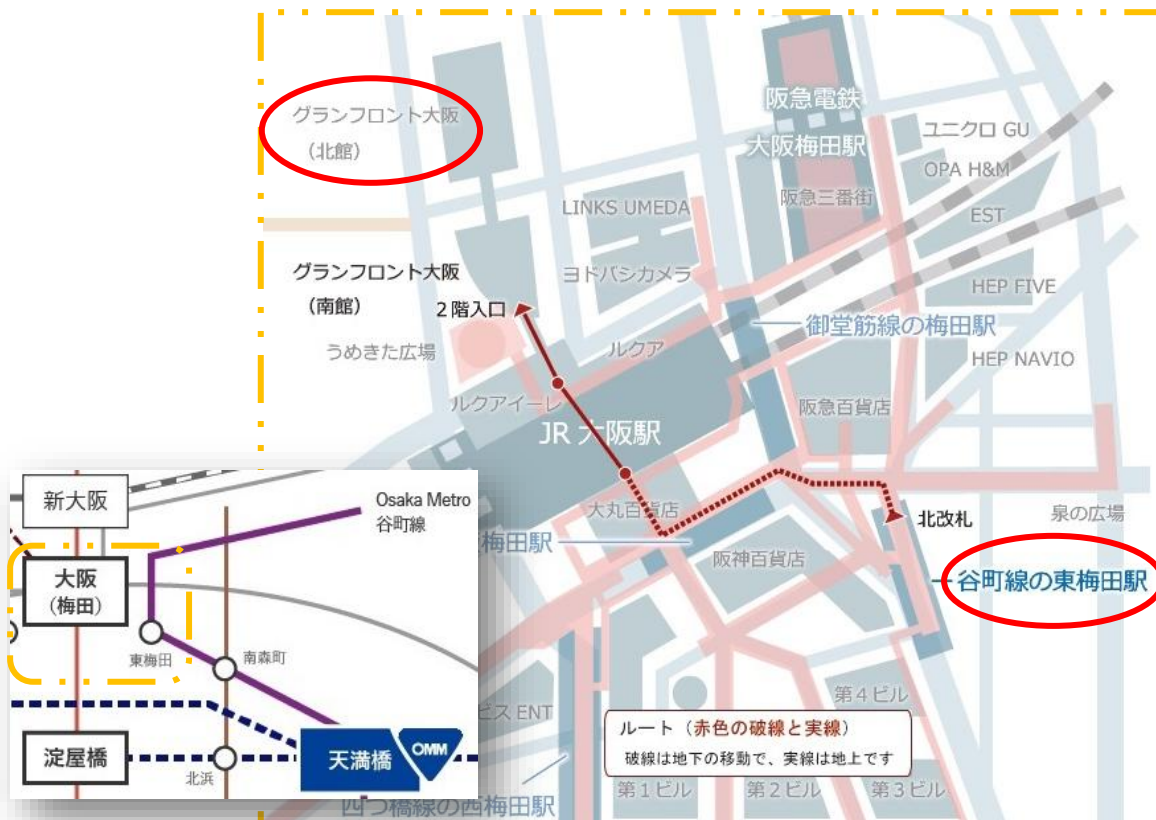 グランフロント大阪
（北館）
阪急電鉄
大阪梅田駅
ユニクロ GU
OPA H&M
阪急三番街
EST
LINKS UMEDA
グランフロント大阪
（南館）
ヨドバシカメラ
２階入口
HEP FIVE
御堂筋線の梅田駅
うめきた広場
ルクア
HEP NAVIO
ルクアイーレ
阪急百貨店
JR 大阪駅
大丸百貨店
北改札
泉の広場
梅田駅
阪神百貨店
谷町線の東梅田駅
第４ビル
ビス ENT
ルート（赤色の破線と実線）
破線は地下の移動で、実線は地上です
第１ビル
第２ビル
第３ビル
四つ橋線の西梅田駅
新大阪
Osaka Metro
谷町線
大阪
（梅田）
東梅田
南森町
淀屋橋
北浜
天満橋
OMM